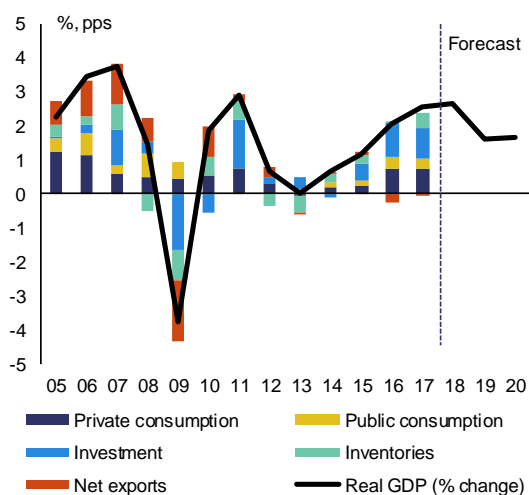 %, pps
Forecast
5
4
3
2
1
0
-1
-2
-3
-4
-5
05 06 07 08 09 10 11 12 13 14 15 16 17 18 19 20
Private consumption Public consumption
Investment Inventories
Net exports Real GDP (% change)